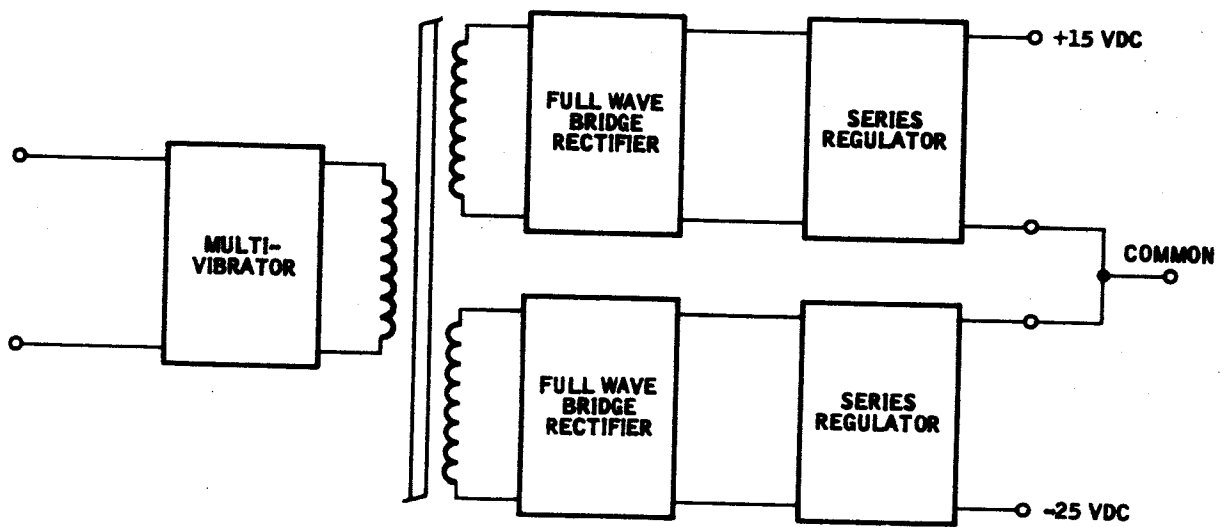 +15 VDC
FULL WAVE
BRIDGE
RECTIFIER
SERIES
REGULATOR
MULTI-
VIBRATOR
COMMON
FULL WAVE
BRIDGE
RECTIFIER
SERIES
REGULATOR
-25 VDC